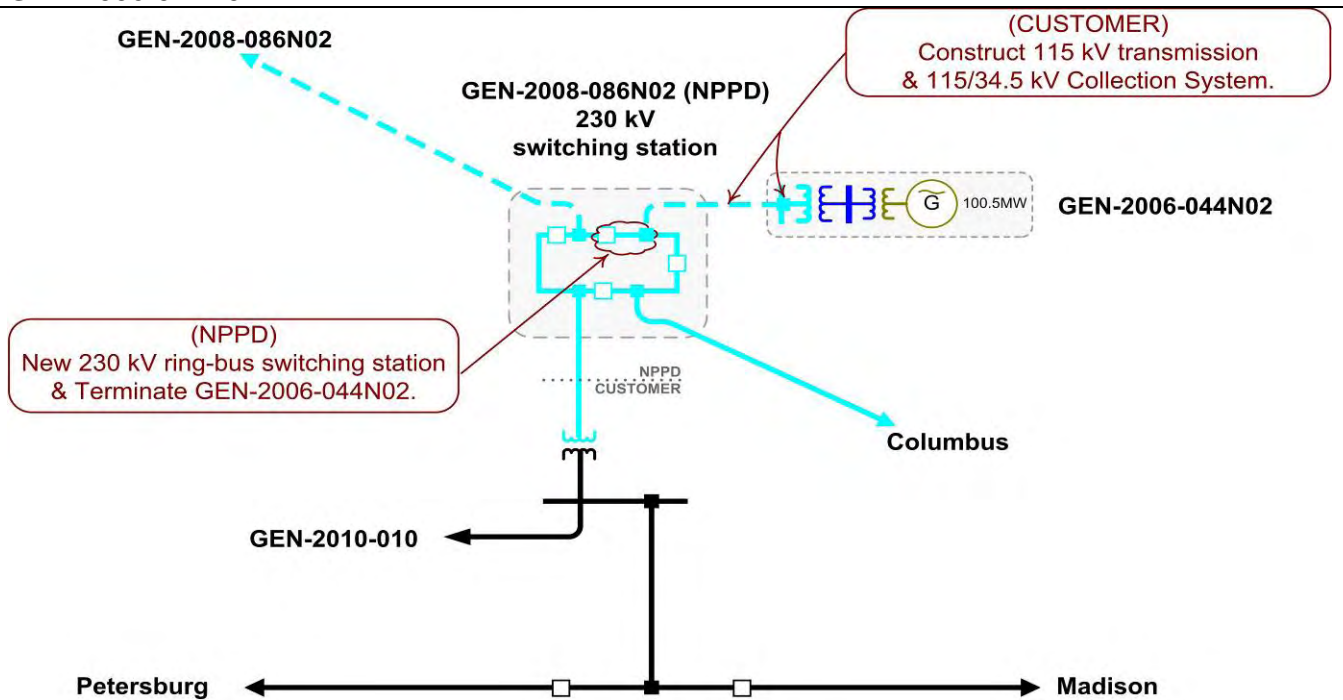 GEN-2008-086N02
(CUSTOMER)
Construct 115 kV transmission
& 115/34.5 kV Collection System.
GEN-2008-086N02 (NPPD)
230 kV
switching station
G
100.5MW
GEN-2006-044N02
(NPPD)
New 230 kV ring-bus switching station
& Terminate GEN-2006-044N02.
NPPD
CUSTOMER
Columbus
GEN-2010-010
Petersburg
Madison